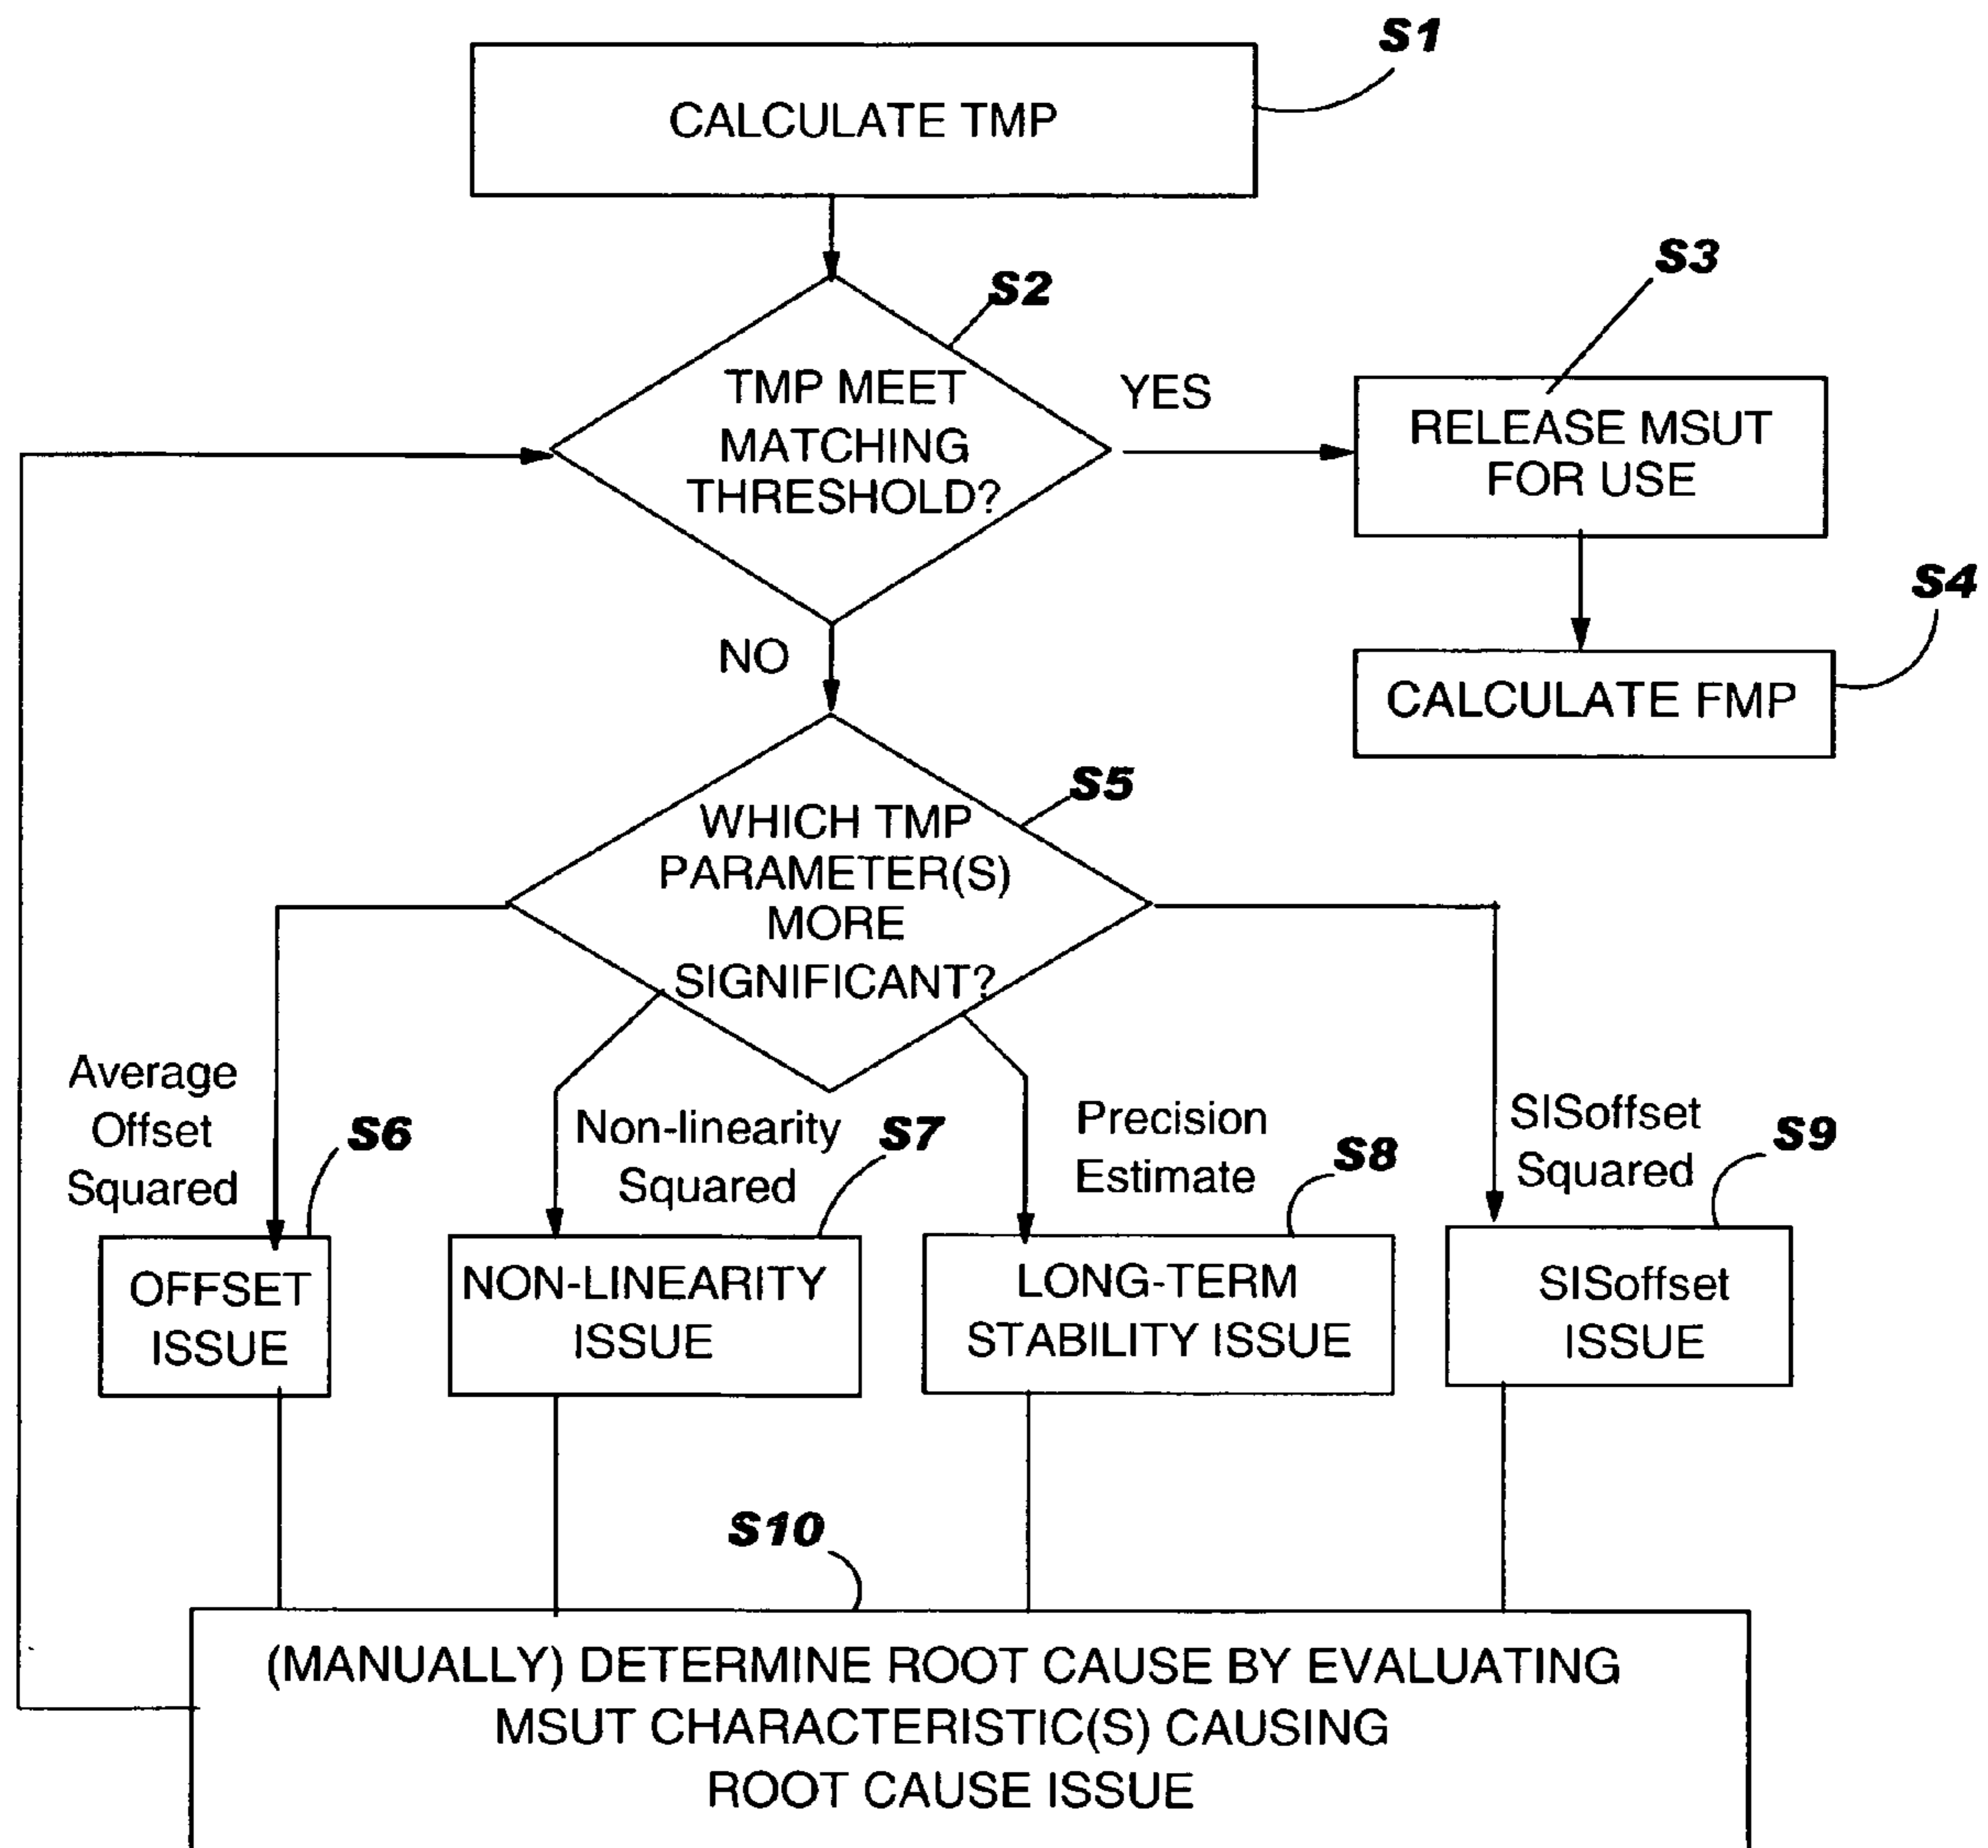 S1
CALCULATE TMP
S2
TMP MEET
MATCHING
THRESHOLD?
YES
S3
RELEASE MSUT
FOR USE
NO
S4
CALCULATE FMP
S5
WHICH TMP
PARAMETER(S)
MORE
SIGNIFICANT?
Average
Offset
Squared
S6
Non-linearity
Squared
S7
Precision
Estimate
S8
SISoffset
Squared
S9
OFFSET
ISSUE
NON-LINEARITY
ISSUE
LONG-TERM
STABILITY ISSUE
SISoffset
ISSUE
S10
(MANUALLY) DETERMINE ROOT CAUSE BY EVALUATING
MSUT CHARACTERISTIC(S) CAUSING
ROOT CAUSE ISSUE